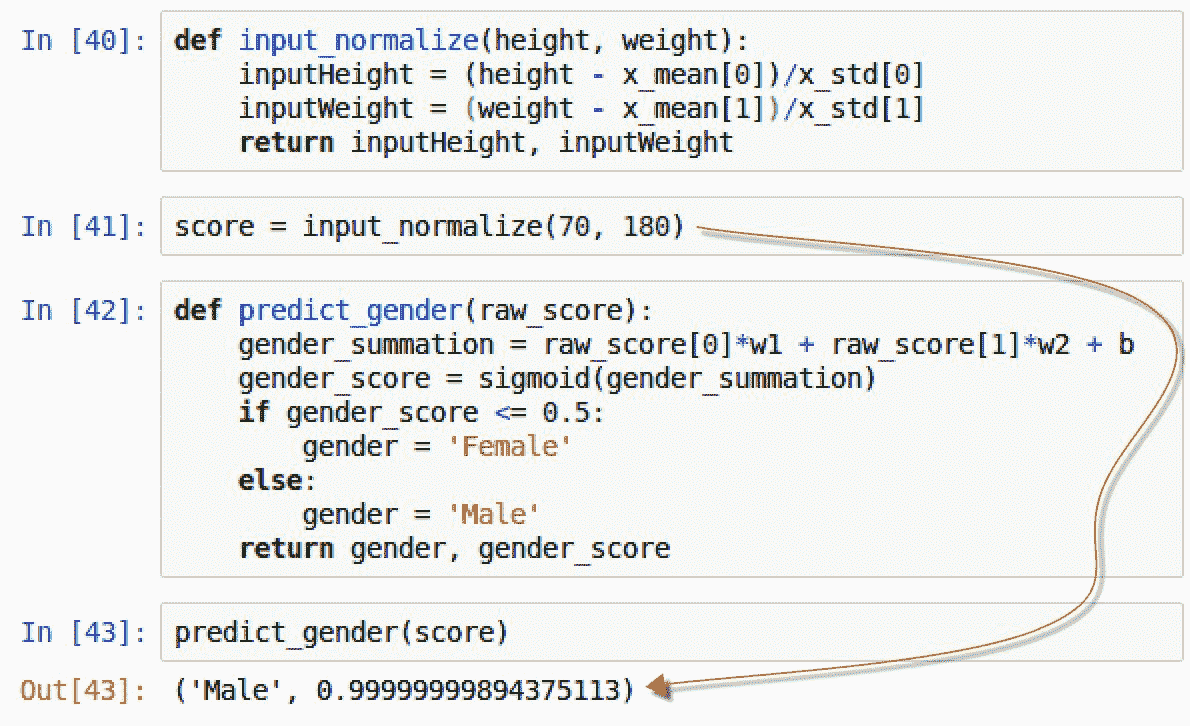 In [40]: def input_normalize(height, weight):
    inputHeight = (height - x_mean[0])/x_std[0]
    inputWeight = (weight - x_mean[1])/x_std[1]
    return inputHeight, inputWeight
In [41]: score = input_normalize(70, 180)
In [42]: def predict_gender(raw_score):
    gender_summation = raw_score[0]*w1 + raw_score[1]*w2 + b
    gender_score = sigmoid(gender_summation)
    if gender_score <= 0.5:
        gender = 'Female'
    else:
        gender = 'Male'
    return gender, gender_score
In [43]: predict_gender(score)
Out[43]: ('Male', 0.99999999894375113)